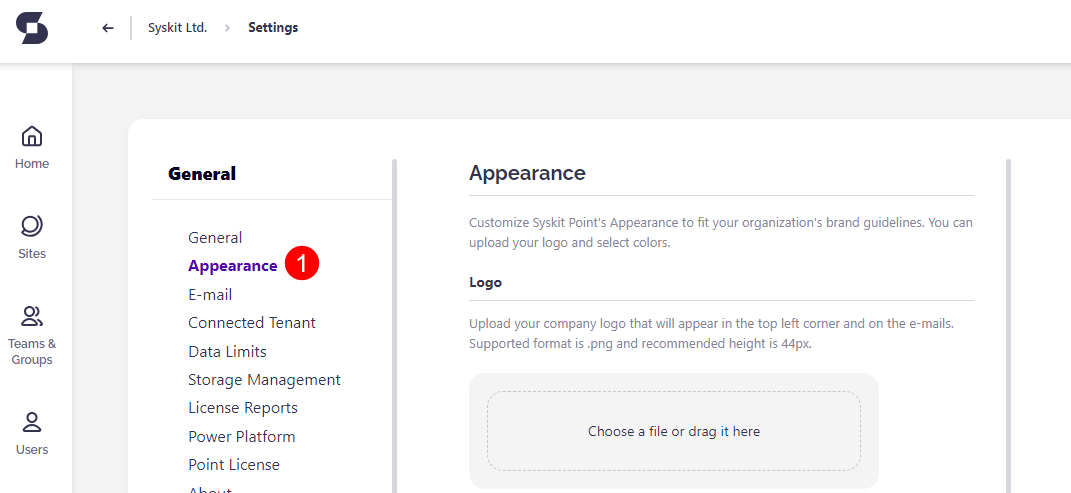 Syskit Ltd. > Settings
Home
Sites
Teams &
Groups
Users
General
General
Appearance 1
E-mail
Connected Tenant
Data Limits
Storage Management
License Reports
Power Platform
Point License
About
Appearance
Customize Syskit Point's Appearance to fit your organization's brand guidelines. You can
upload your logo and select colors.
Logo
Upload your company logo that will appear in the top left corner and on the e-mails.
Supported format is .png and recommended height is 44px.
Choose a file or drag it here